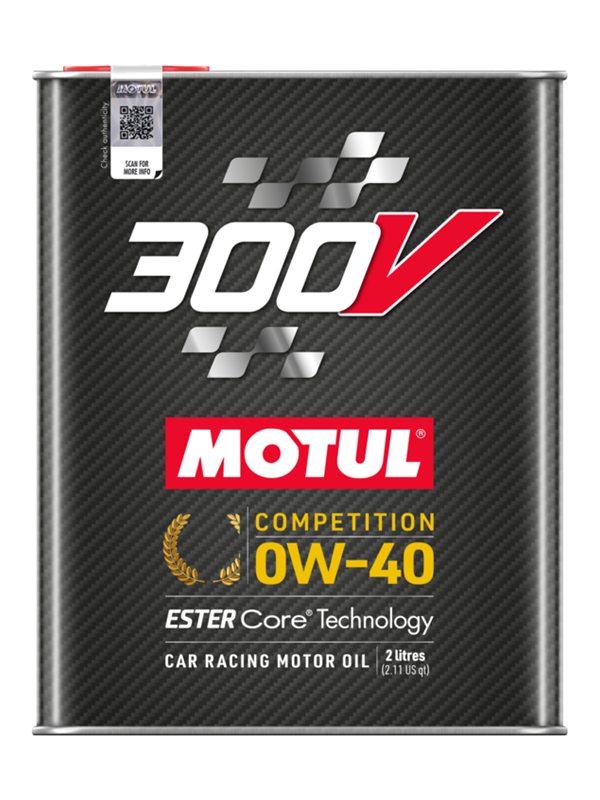 MOTUL
Check authenticity
SCAN FOR
MORE INFO
300V
MOTUL®
COMPETITION
0W-40
ESTER Core® Technology
CAR RACING MOTOR OIL
2 litres
(2.11 US qt)